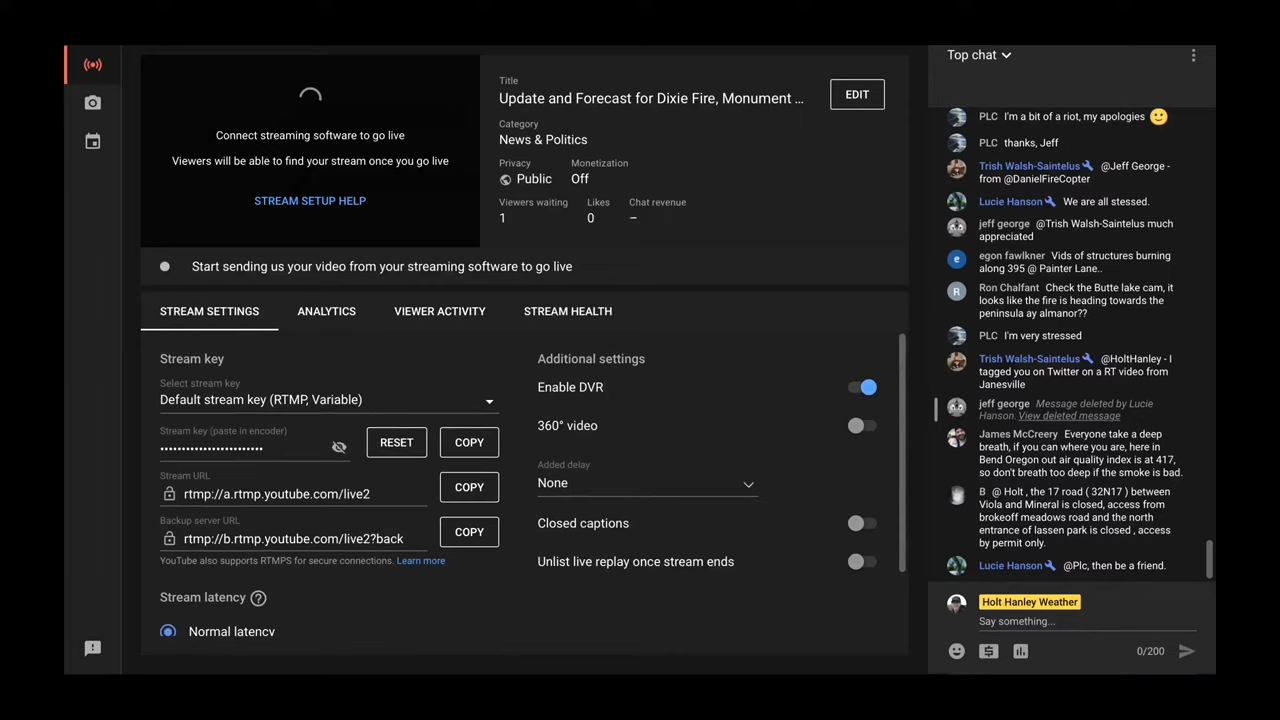 Connect streaming software to go live
Viewers will be able to find your stream once you go live
STREAM SETUP HELP
Title
Update and Forecast for Dixie Fire, Monument ...
EDIT
Category
News & Politics
Privacy
Monetization
Public
Off
Viewers waiting
Likes
Chat revenue
1
0
–
Start sending us your video from your streaming software to go live
STREAM SETTINGS
ANALYTICS
VIEWER ACTIVITY
STREAM HEALTH
Stream key
Select stream key
Default stream key (RTMP, Variable)
Stream key (paste in encoder)
••••••••••••••••••••••••
RESET
COPY
Stream URL
rtmp://a.rtmp.youtube.com/live2
COPY
Backup server URL
rtmp://b.rtmp.youtube.com/live2?back
COPY
YouTube also supports RTMPS for secure connections. Learn more
Stream latency
Normal latency
Additional settings
Enable DVR
360° video
Added delay
None
Closed captions
Unlist live replay once stream ends
Top chat
PLC I'm a bit of a riot, my apologies 🙂
PLC thanks, Jeff
Trish Walsh-Saintelus @Jeff George -
from @DanielFireCopter
Lucie Hanson We are all stressed.
jeff george @Trish Walsh-Saintelus much
appreciated
e
egon fawlkner Vids of structures burning
along 395 @ Painter Lane..
R
Ron Chalfant Check the Butte lake cam, it
looks like the fire is heading towards the
peninsula ay almanor??
PLC I'm very stressed
Trish Walsh-Saintelus @HoltHanley - I
tagged you on Twitter on a RT video from
Janesville
jeff george Message deleted by Lucie
Hanson. View deleted message
James McCreery Everyone take a deep
breath, if you can where you are, here in
Bend Oregon out air quality index is at 417,
so don't breath too deep if the smoke is bad.
B @ Holt , the 17 road ( 32N17 ) between
Viola and Mineral is closed, access from
brokeoff meadows road and the north
entrance of lassen park is closed , access
by permit only.
Lucie Hanson @Plc, then be a friend.
Holt Hanley Weather
Say something...
0/200